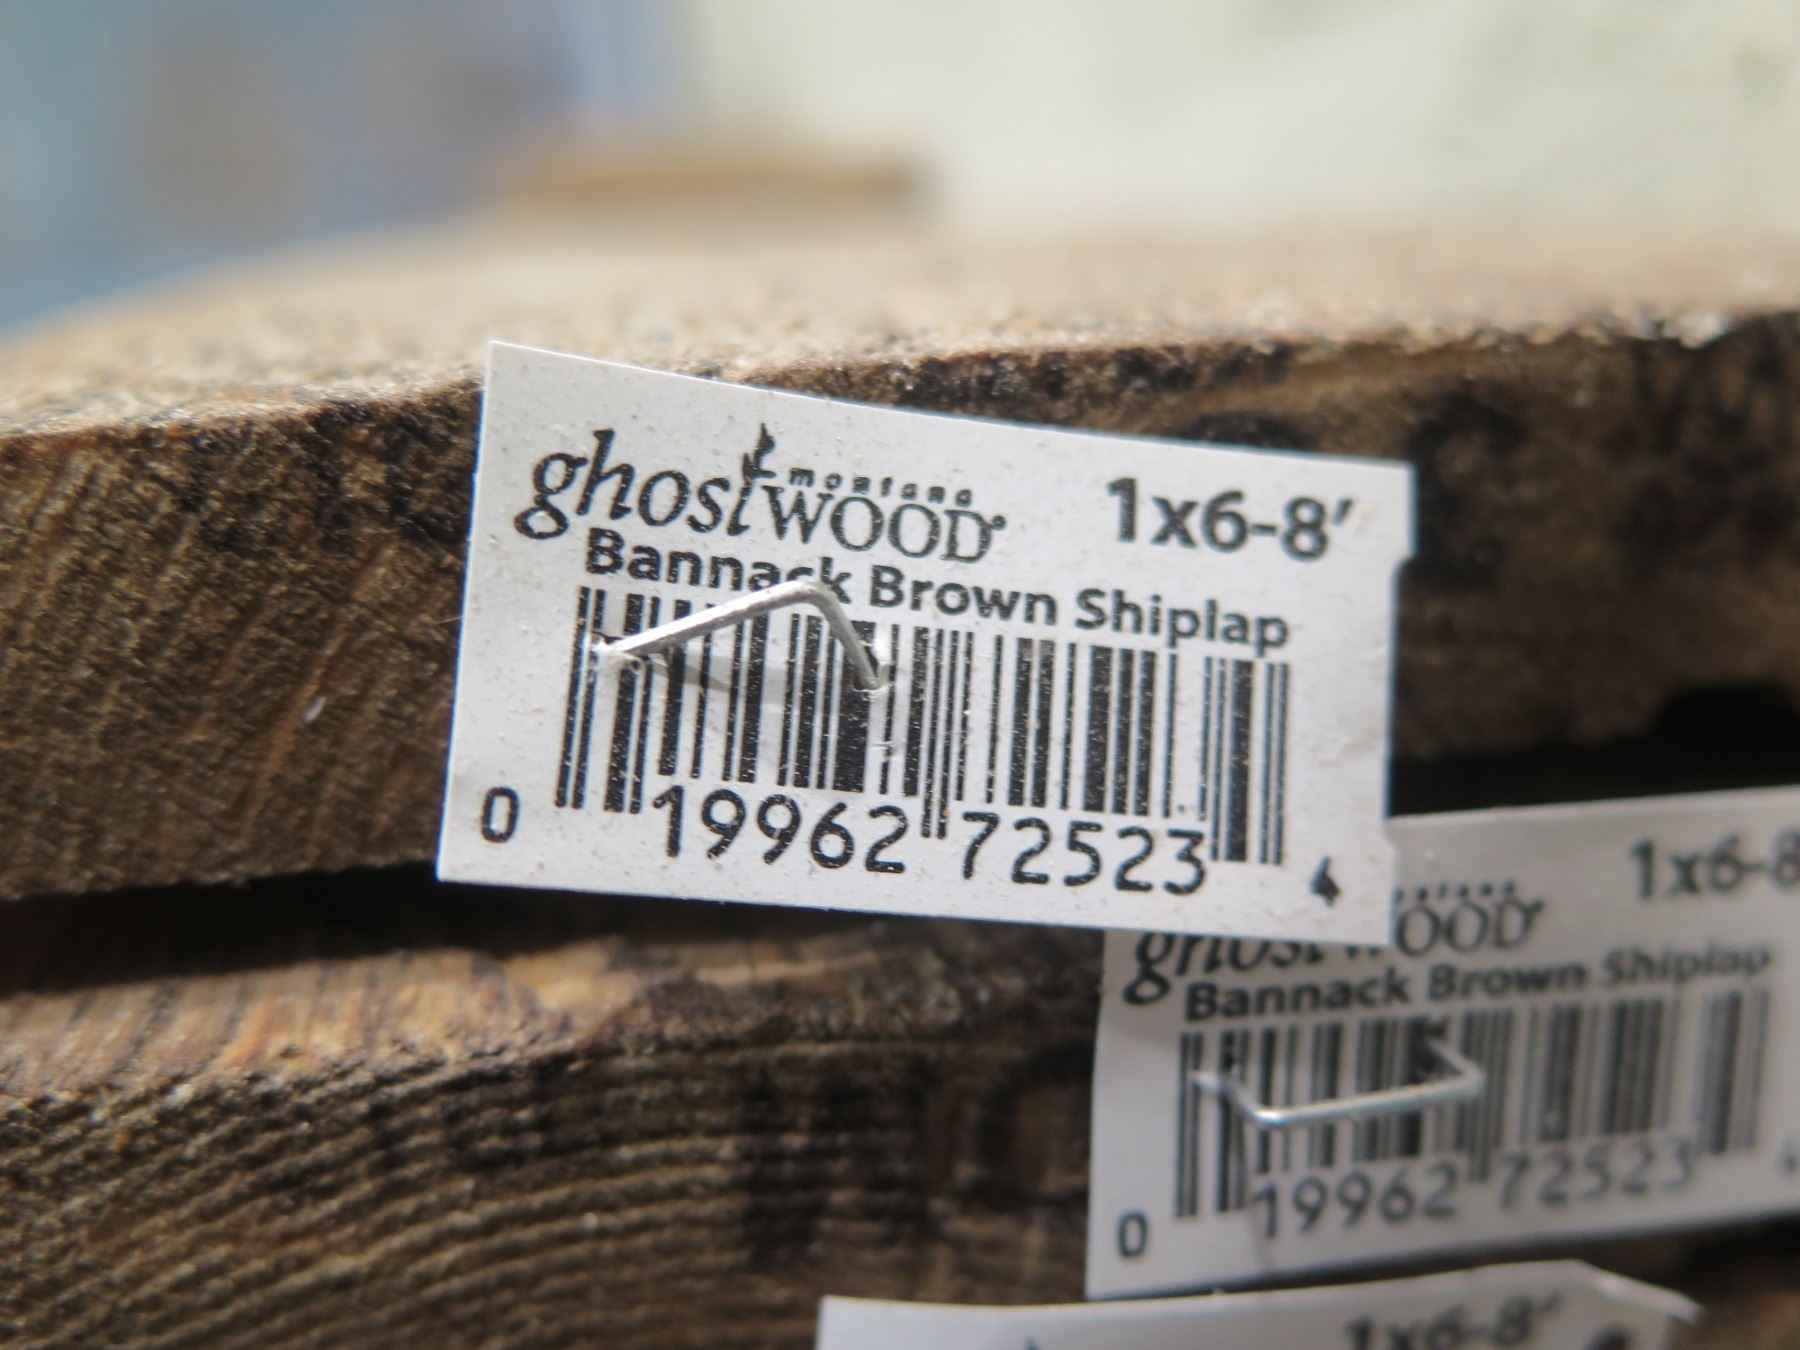 montana
ghostwood® 1x6-8'
Bannack Brown Shiplap
0 19962 72523 4
1x6-8
ghostwood®
Bannack Brown Shiplap
0 19962 72523
1x6-8'